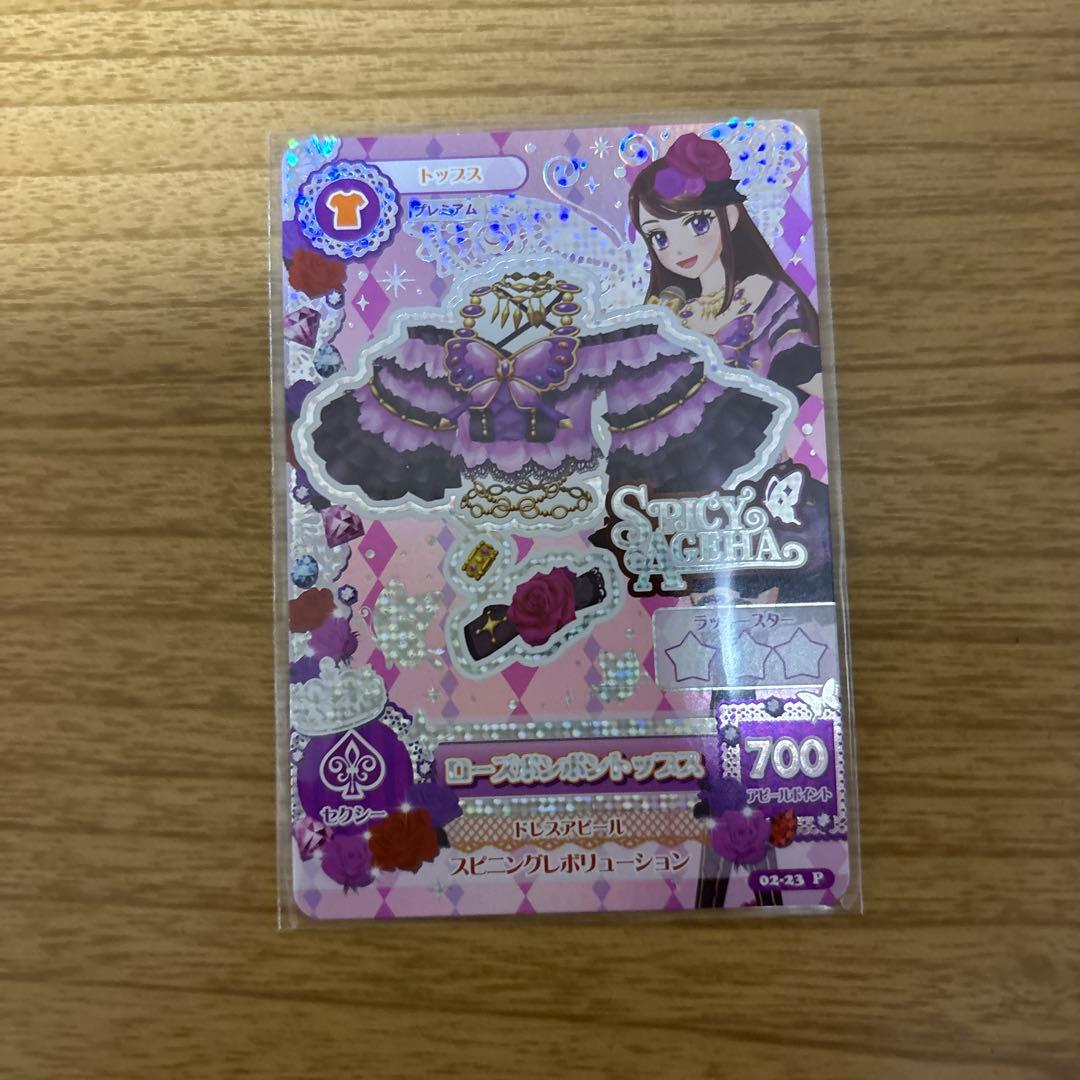 トップス
プレミアム
SPICY
AGEHA
ラッキースター
ローズポンポントップス
700
アピールポイント
セクシー
ドレスアピール
スピニングレボリューション
02-23 P